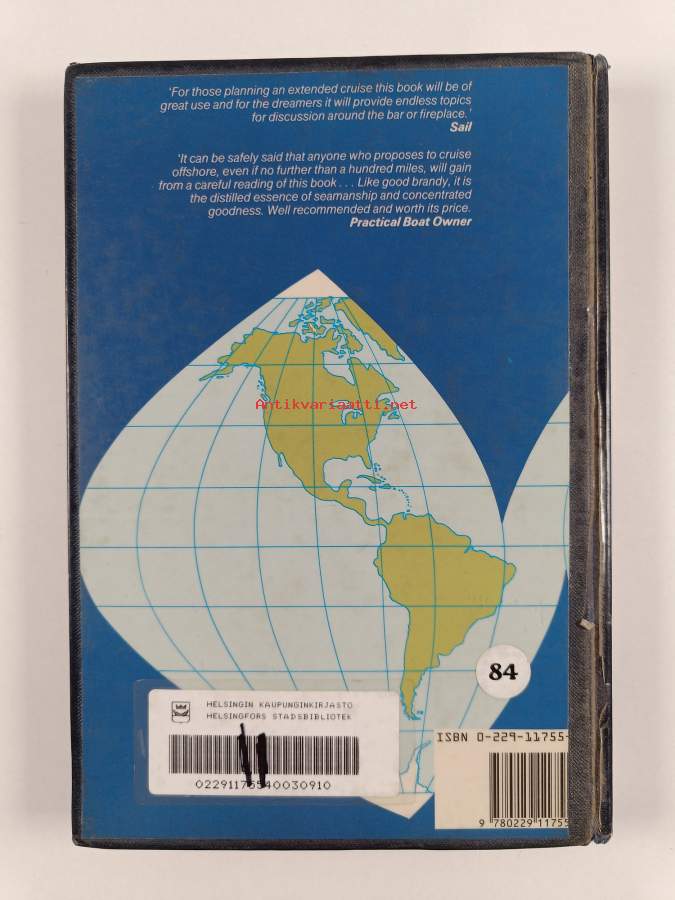 'For those planning an extended cruise this book will be of
great use and for the dreamers it will provide endless topics
for discussion around the bar or fireplace.'
Sail
'It can be safely said that anyone who proposes to cruise
offshore, even if no further than a hundred miles, will gain
from a careful reading of this book . . . Like good brandy, it is
the distilled essence of seamanship and concentrated
goodness. Well recommended and worth its price.
Practical Boat Owner
Antikvariaatti.net
84
HELSINGIN KAUPUNGINKIRJASTO
HELSINGFORS STADSBIBLIOTEK
02291175540030910
ISBN 0-229-11755-
9 780229 11755